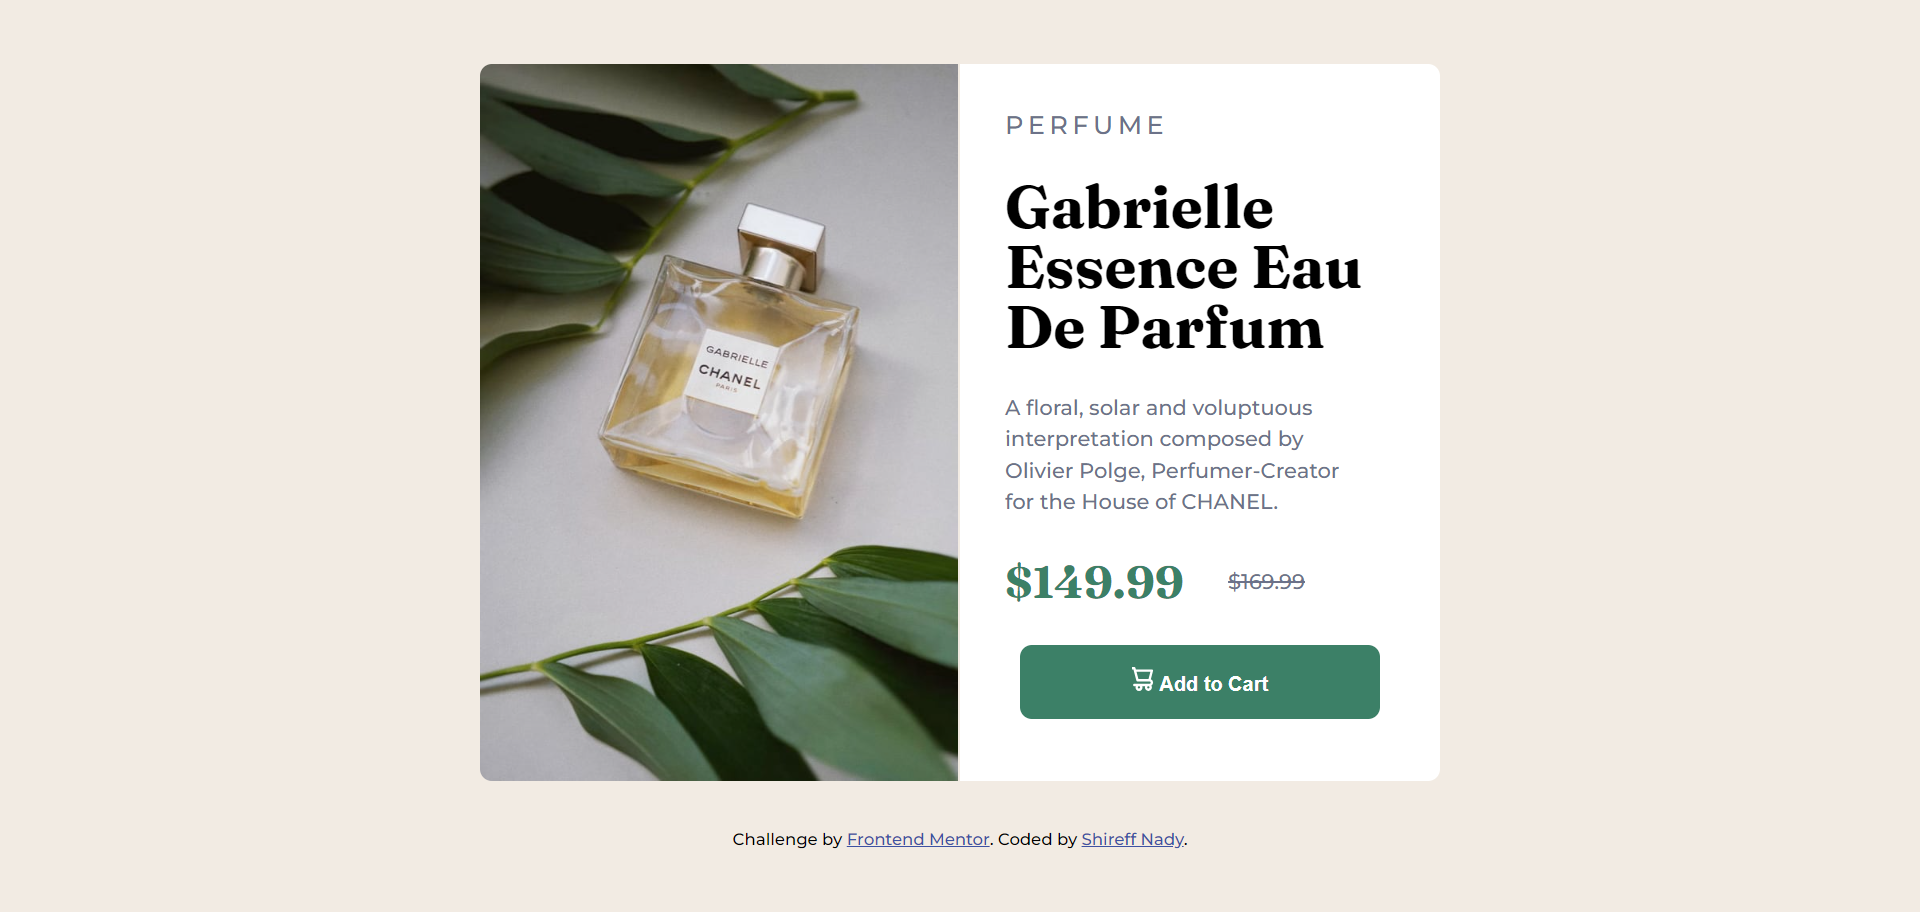 GABRIELLE
CHANEL
PARIS
PERFUME
Gabrielle
Essence Eau
De Parfum
A floral, solar and voluptuous
interpretation composed by
Olivier Polge, Perfumer-Creator
for the House of CHANEL.
$149.99 $169.99
Add to Cart
Challenge by Frontend Mentor. Coded by Shireff Nady.